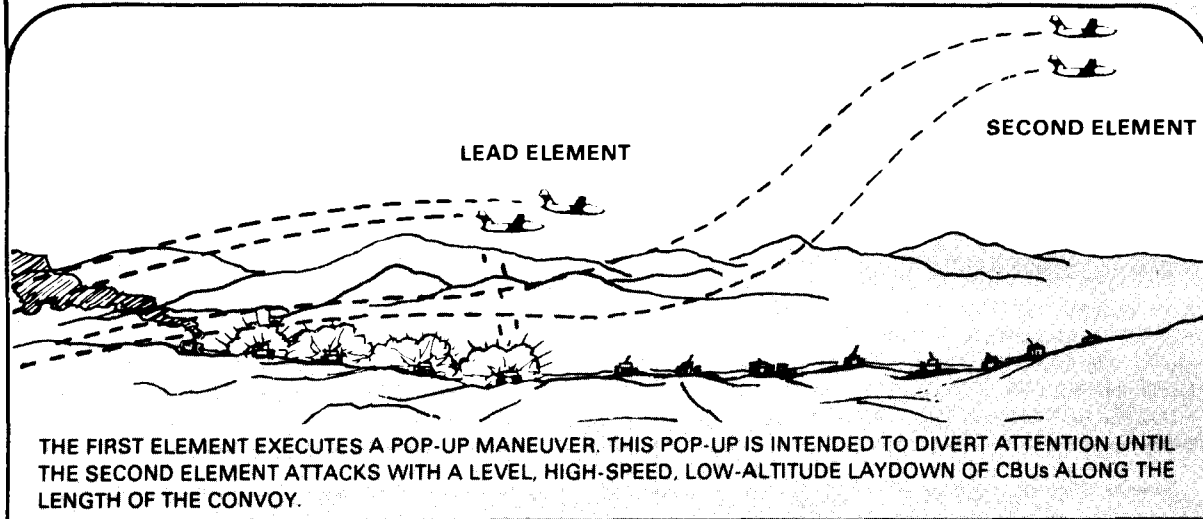 SECOND ELEMENT
LEAD ELEMENT
THE FIRST ELEMENT EXECUTES A POP-UP MANEUVER. THIS POP-UP IS INTENDED TO DIVERT ATTENTION UNTIL
THE SECOND ELEMENT ATTACKS WITH A LEVEL, HIGH-SPEED, LOW-ALTITUDE LAYDOWN OF CBUs ALONG THE
LENGTH OF THE CONVOY.